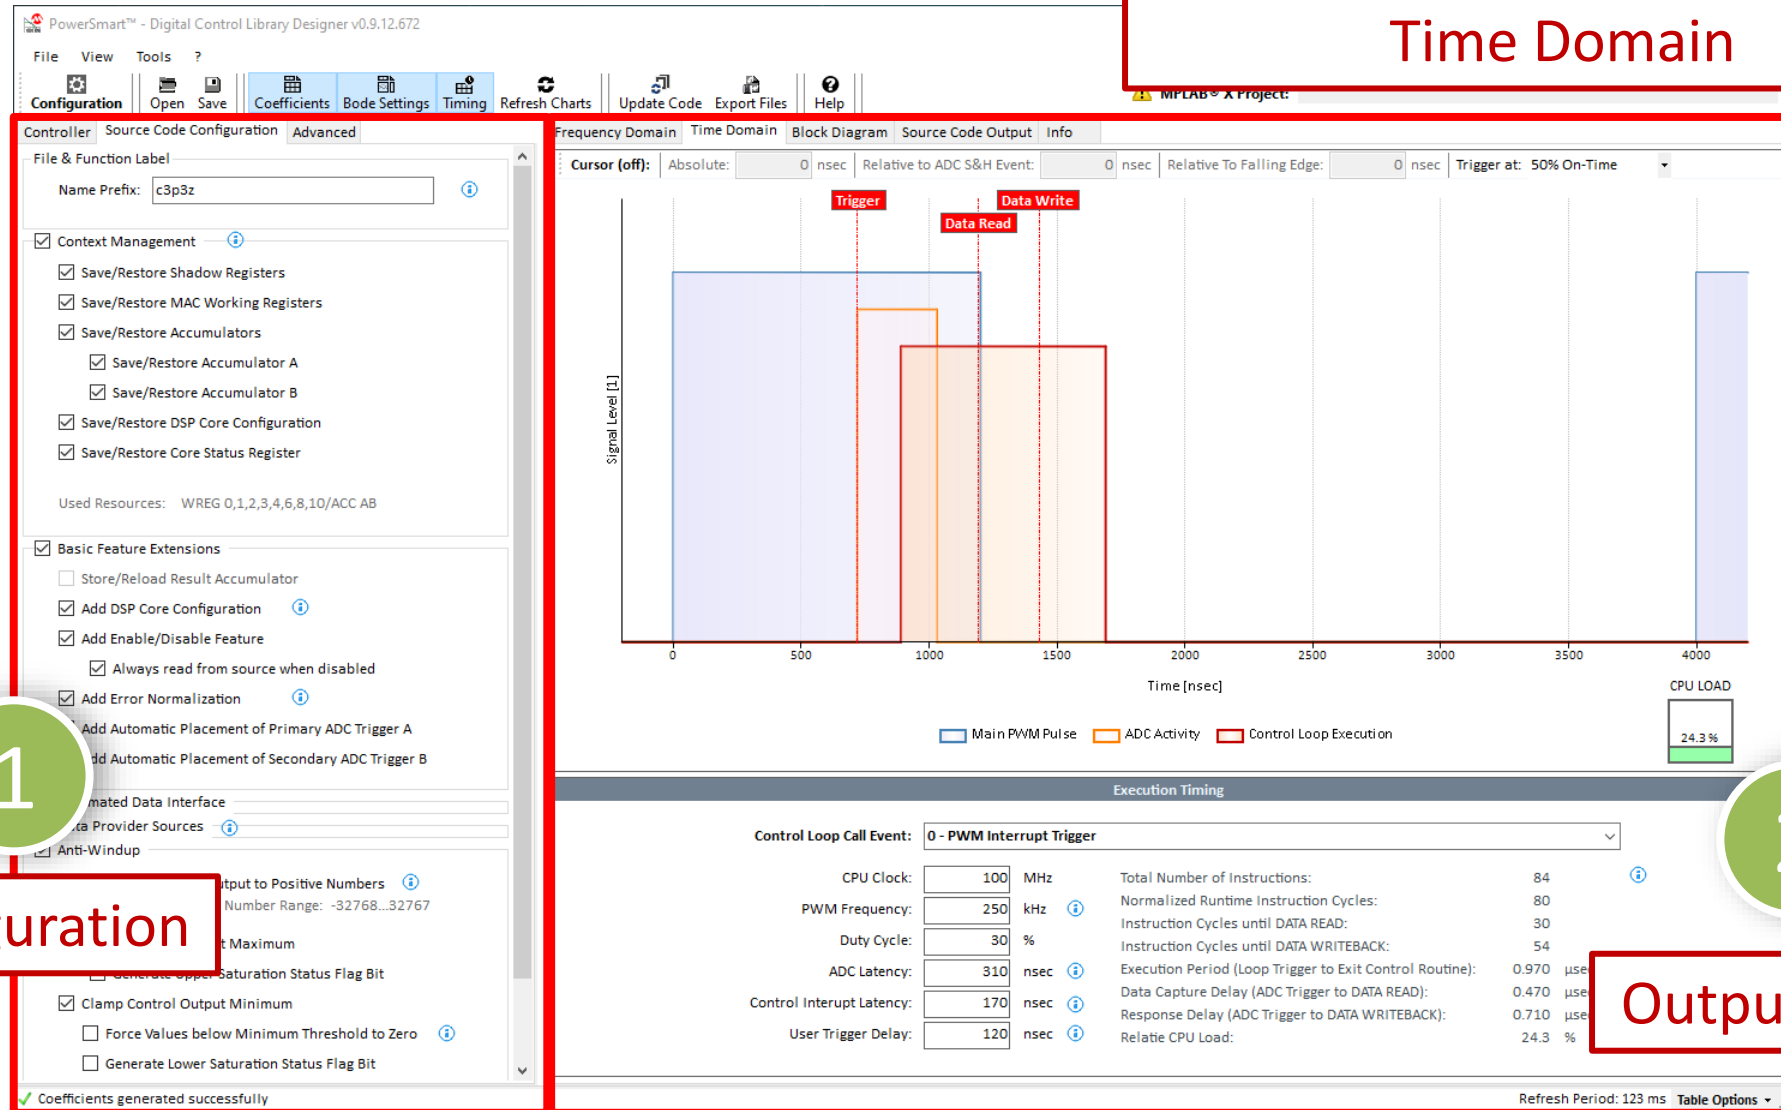 PowerSmart™ - Digital Control Library Designer v0.9.12.672
Time Domain
File View Tools ?
Configuration Open Save Coefficients Bode Settings Timing Refresh Charts Update Code Export Files Help
MPLAB® X Project:
Controller Source Code Configuration Advanced
File & Function Label
Name Prefix: c3p3z
Context Management
Save/Restore Shadow Registers
Save/Restore MAC Working Registers
Save/Restore Accumulators
Save/Restore Accumulator A
Save/Restore Accumulator B
Save/Restore DSP Core Configuration
Save/Restore Core Status Register
Used Resources: WREG 0,1,2,3,4,6,8,10/ACC AB
Basic Feature Extensions
Store/Reload Result Accumulator
Add DSP Core Configuration
Add Enable/Disable Feature
Always read from source when disabled
Add Error Normalization
Add Automatic Placement of Primary ADC Trigger A
Automatic Placement of Secondary ADC Trigger B
1
Data Interface
Provider Sources
Anti-Windup
to Positive Numbers
Number Range: -32768...32767
Maximum
Saturation Status Flag Bit
Clamp Control Output Minimum
Force Values below Minimum Threshold to Zero
Generate Lower Saturation Status Flag Bit
Coefficients generated successfully
Frequency Domain Time Domain Block Diagram Source Code Output Info
Cursor (off): Absolute: 0 nsec Relative to ADC S&H Event: 0 nsec Relative To Falling Edge: 0 nsec Trigger at: 50% On-Time
Trigger Data Write
Data Read
Signal Level [1]
0 500 1000 1500 2000 2500 3000 3500 4000
Time [nsec]
CPU LOAD
24.3 %
Main PWM Pulse ADC Activity Control Loop Execution
Execution Timing
Control Loop Call Event: 0 - PWM Interrupt Trigger
CPU Clock: 100 MHz
PWM Frequency: 250 kHz
Duty Cycle: 30 %
ADC Latency: 310 nsec
Control Interupt Latency: 170 nsec
User Trigger Delay: 120 nsec
Total Number of Instructions: 84
Normalized Runtime Instruction Cycles: 80
Instruction Cycles until DATA READ: 30
Instruction Cycles until DATA WRITEBACK: 54
Execution Period (Loop Trigger to Exit Control Routine): 0.970 µsec
Data Capture Delay (ADC Trigger to DATA READ): 0.470 µsec
Response Delay (ADC Trigger to DATA WRITEBACK): 0.710 µsec
Relatie CPU Load: 24.3 %
Refresh Period: 123 ms Table Options